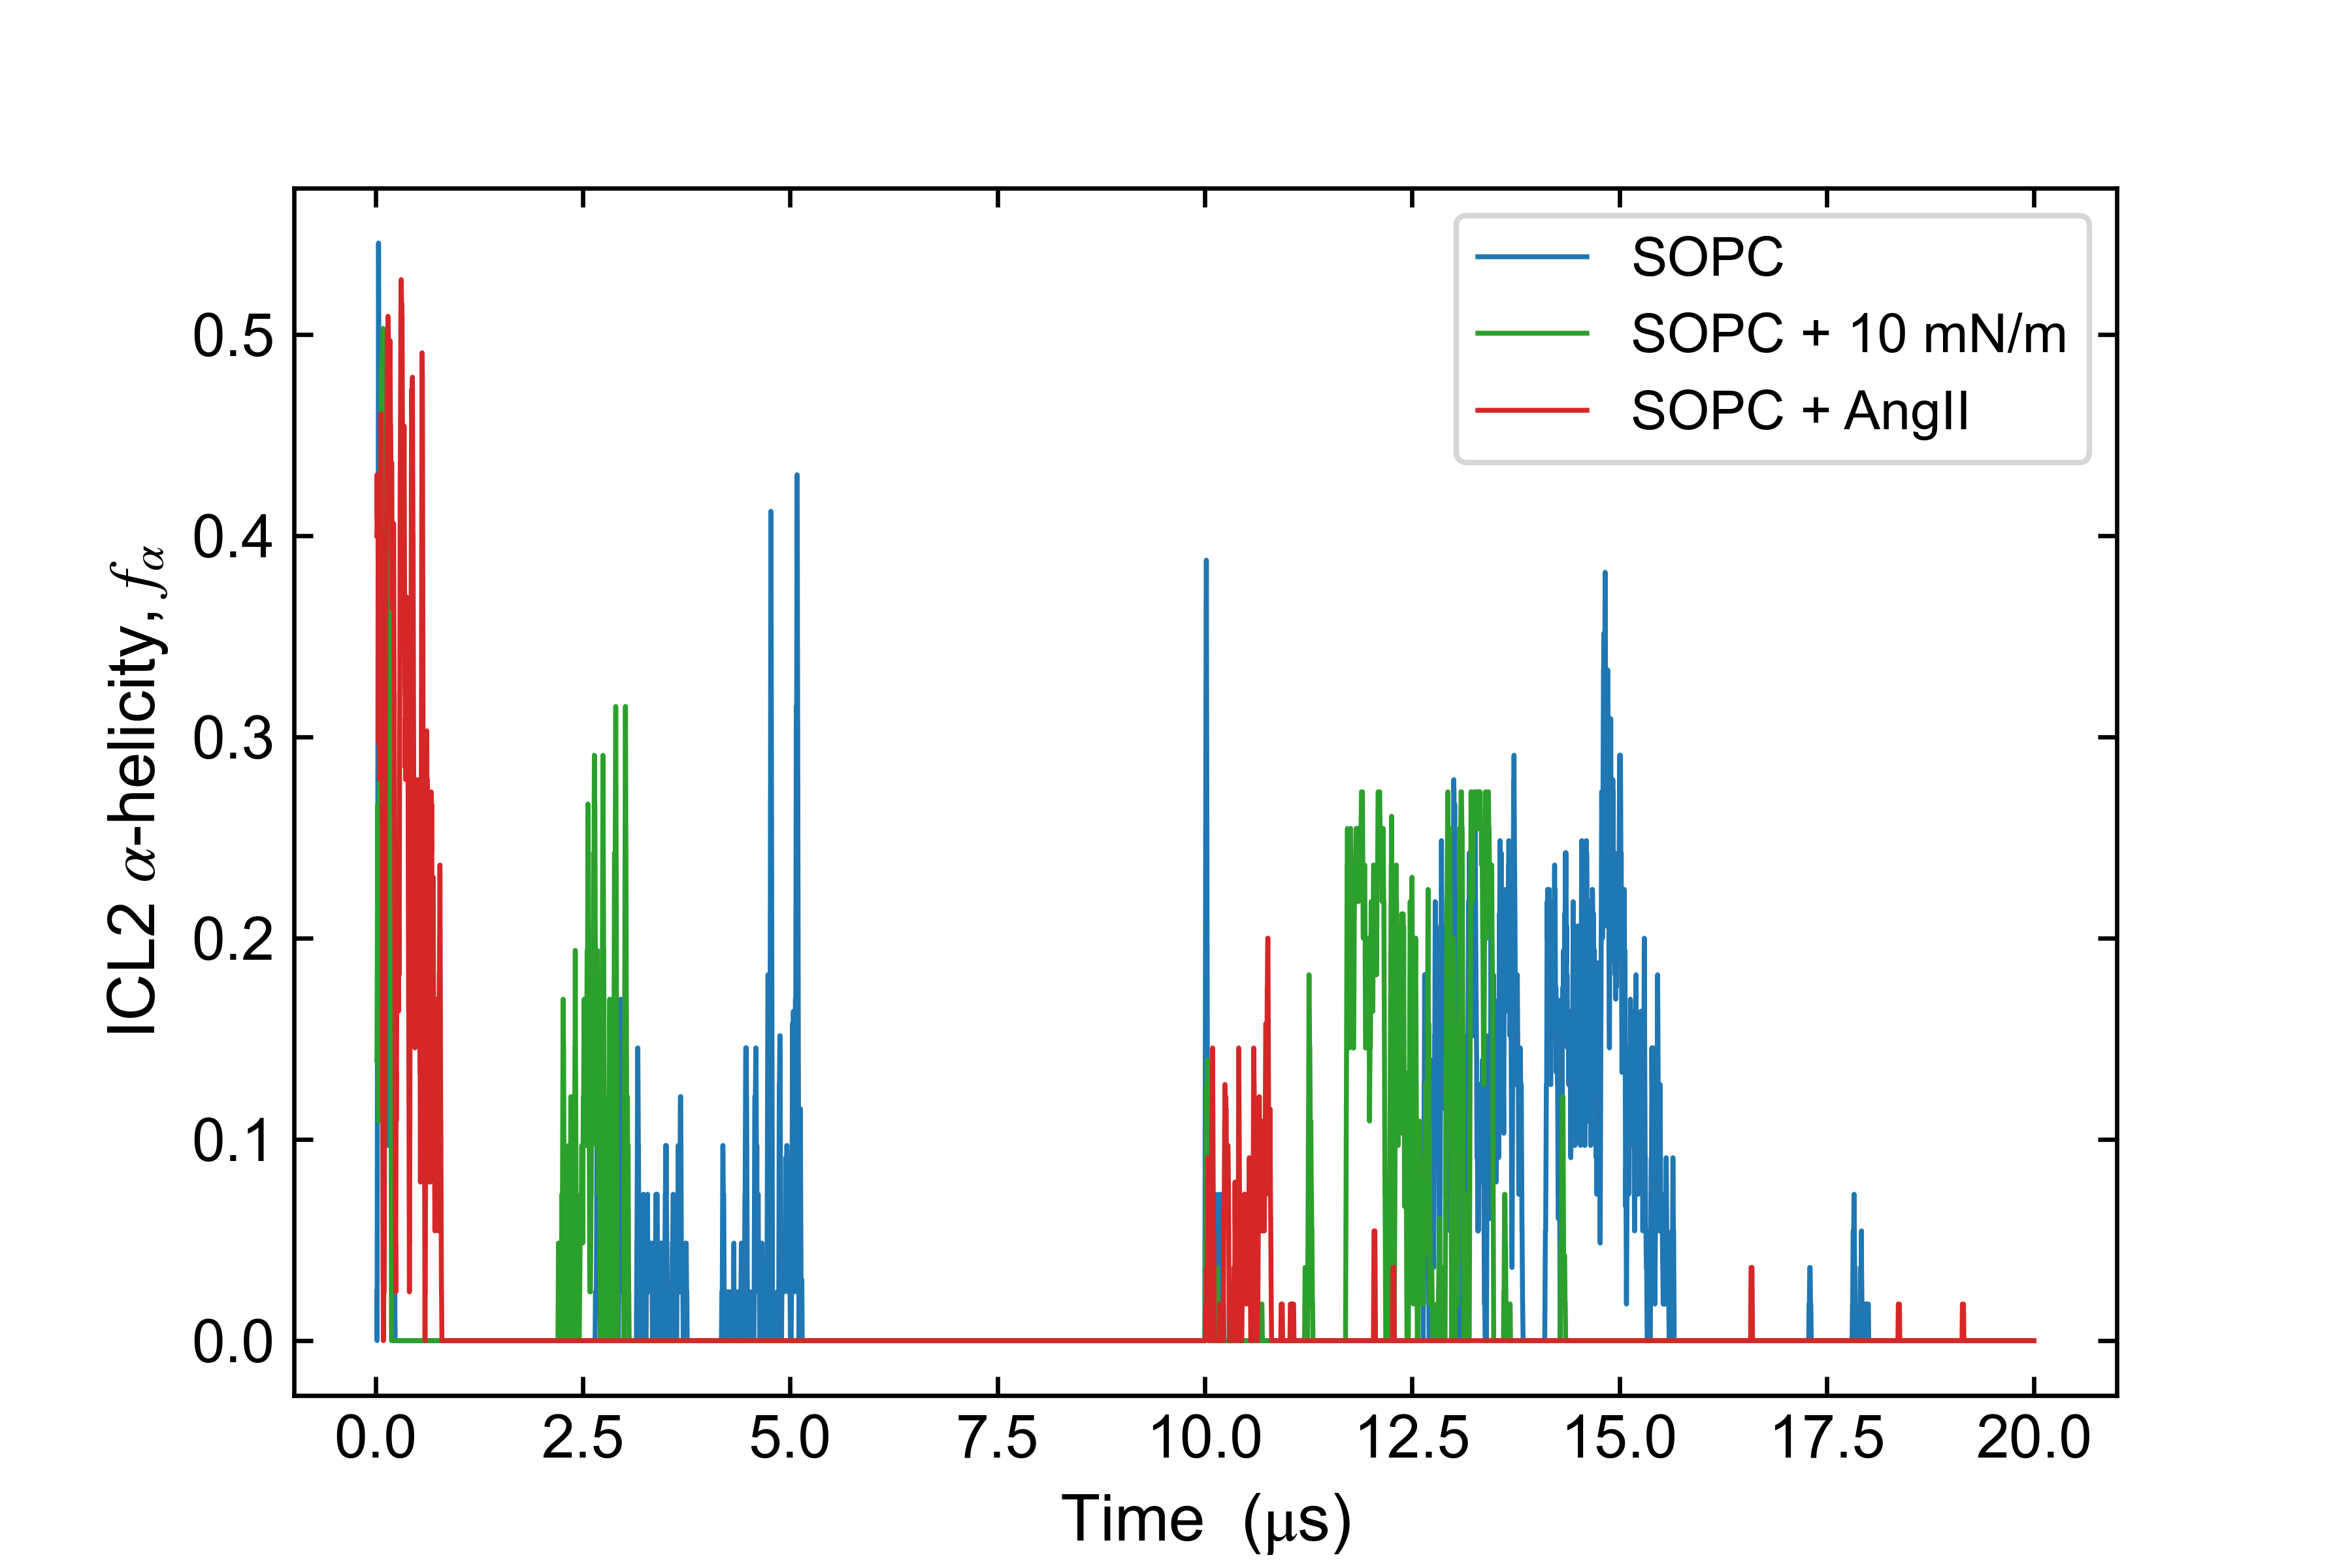 SOPC
SOPC + 10 mN/m
SOPC + AngII
ICL2 α-helicity, fα
0.5
0.4
0.3
0.2
0.1
0.0
0.0 2.5 5.0 7.5 10.0 12.5 15.0 17.5 20.0
Time (μs)